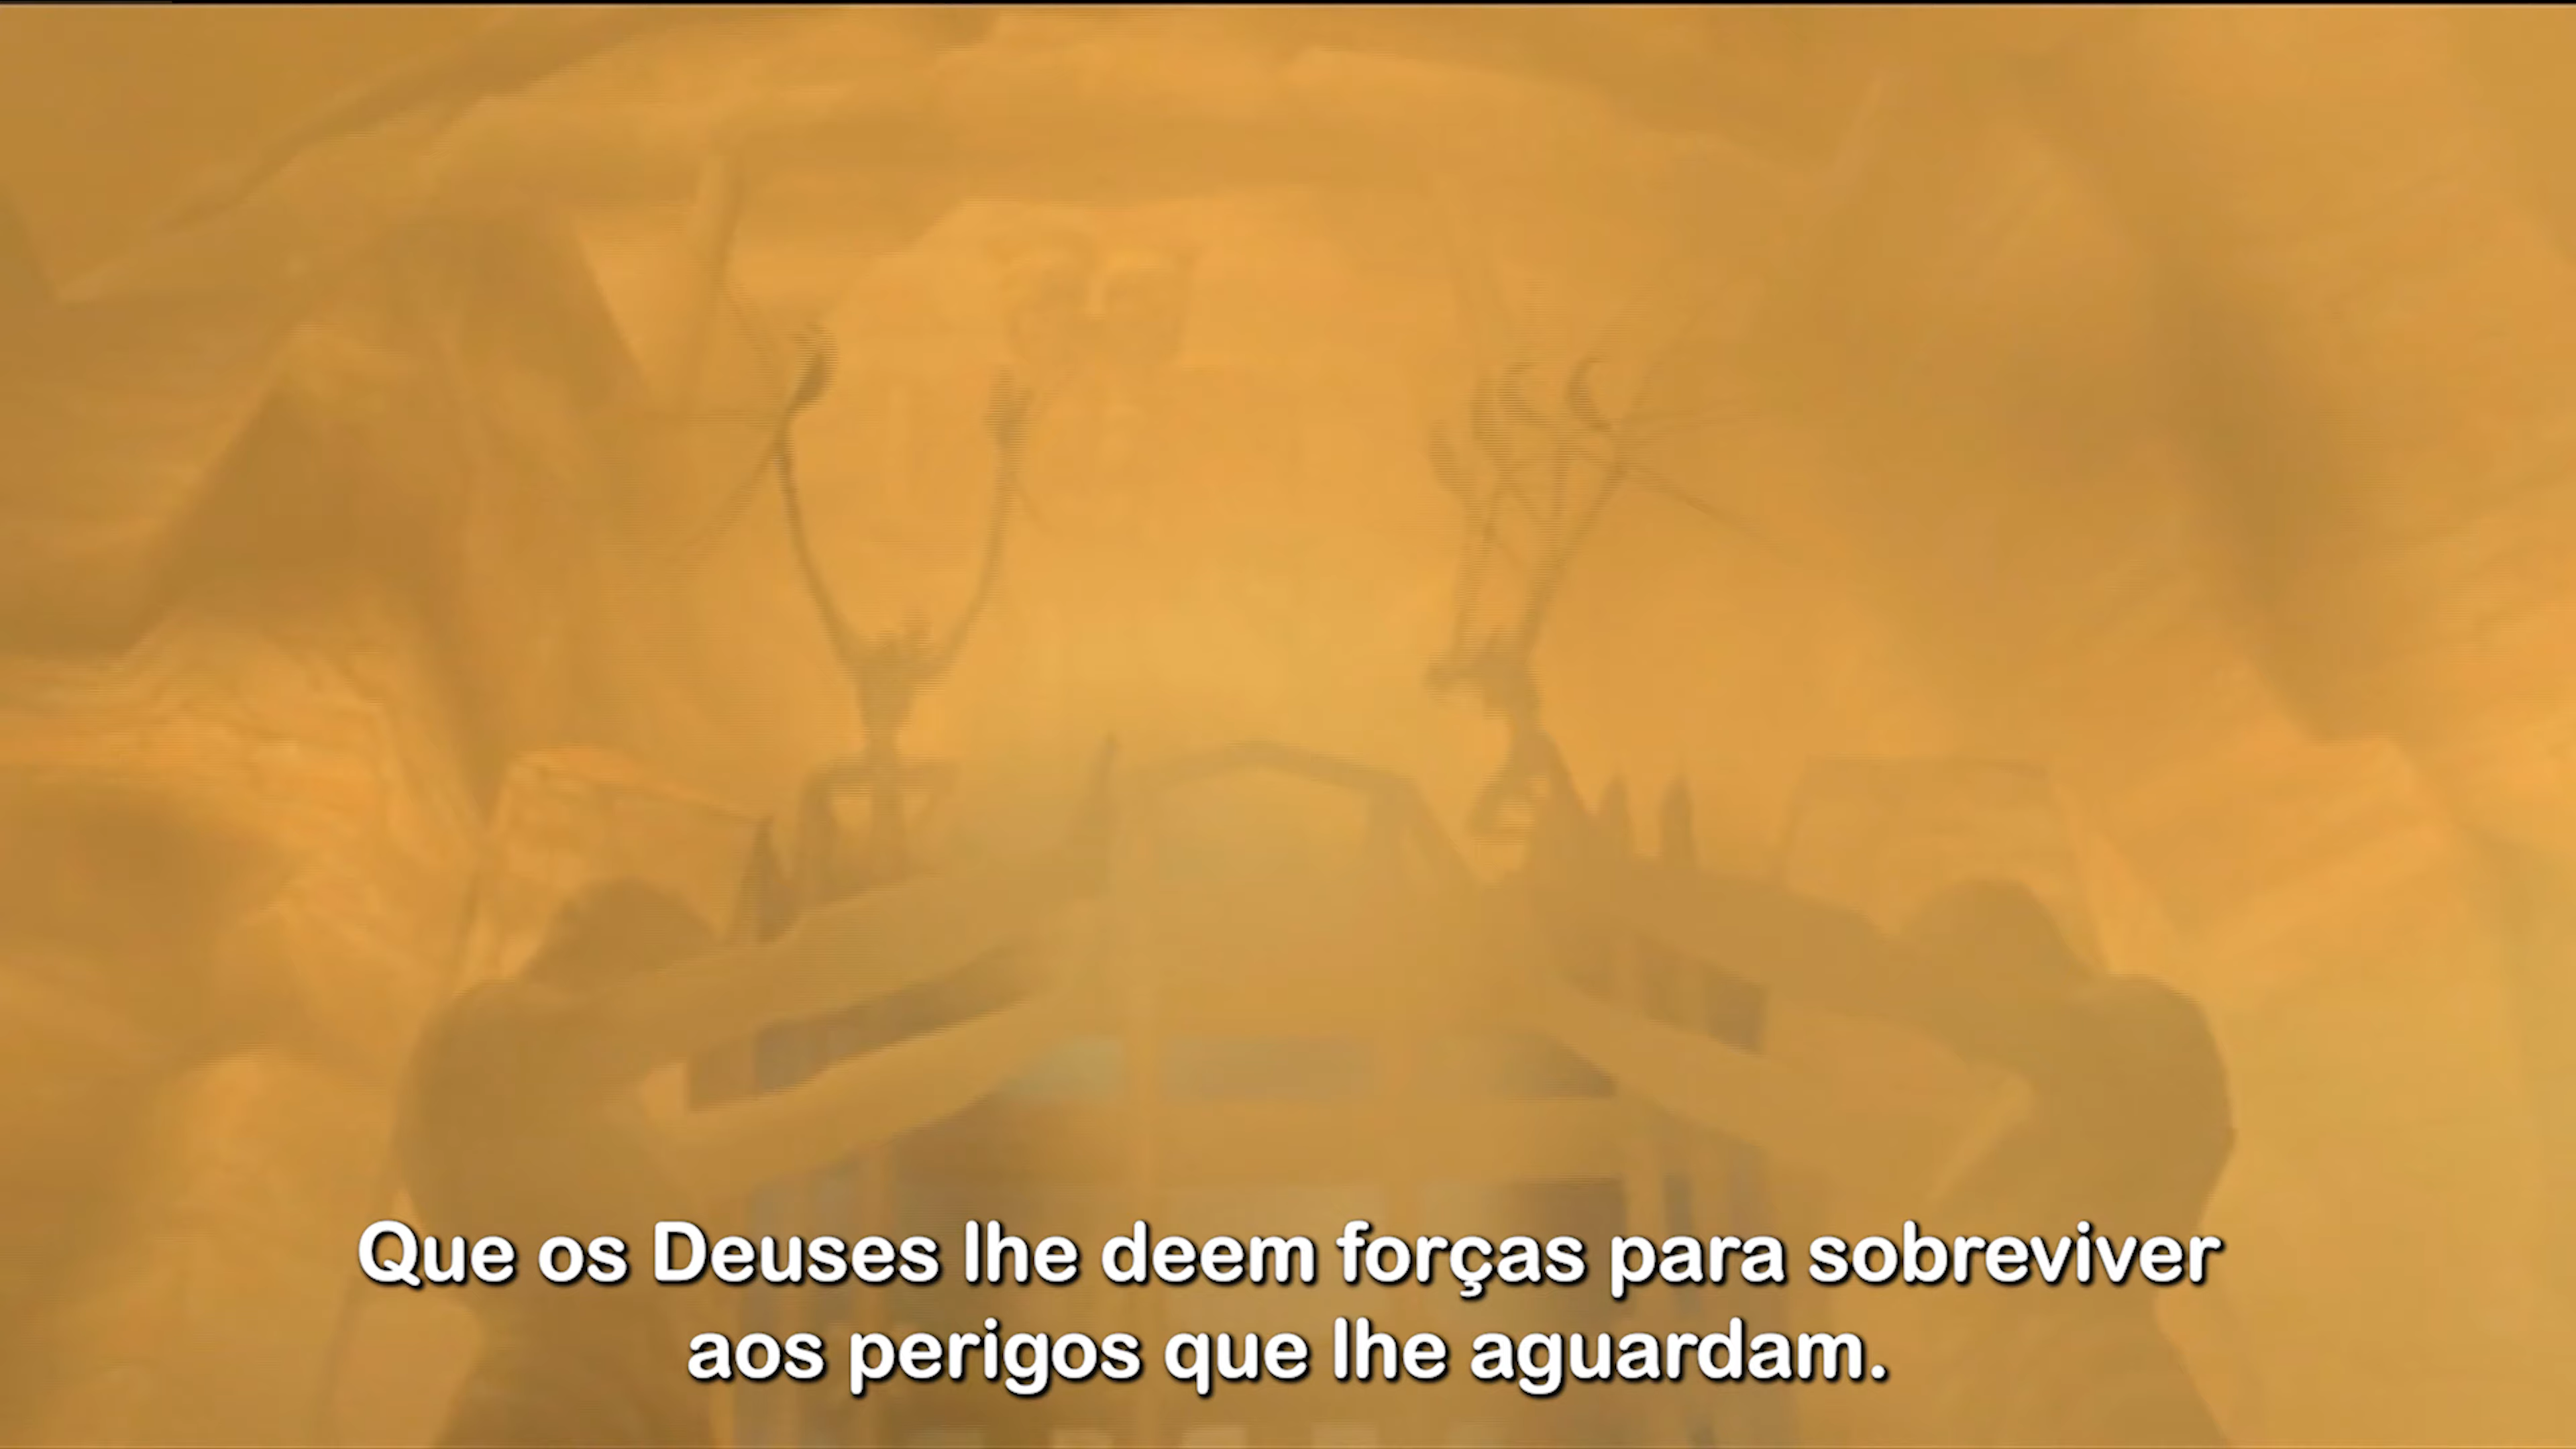 Que os Deuses lhe deem forças para sobreviver
aos perigos que lhe aguardam.